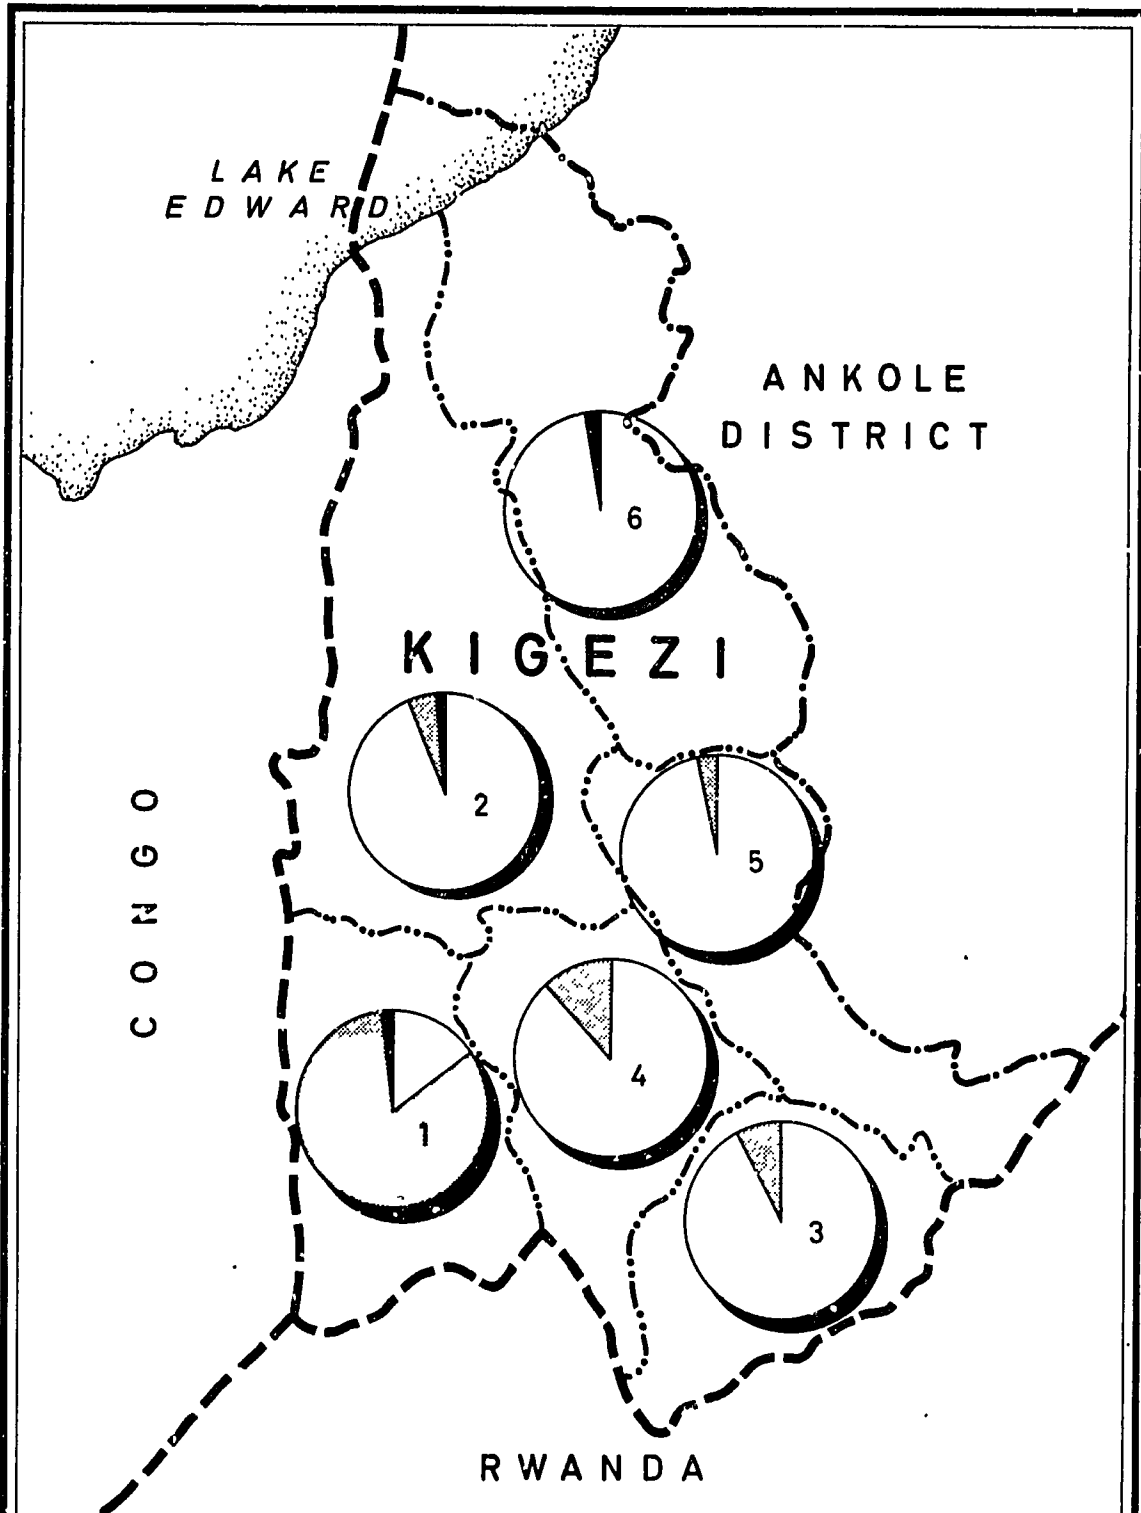 LAKE
EDWARD
ANKOLE
DISTRICT
6
KIGEZI
2
5
CONGO
4
1
3
RWANDA